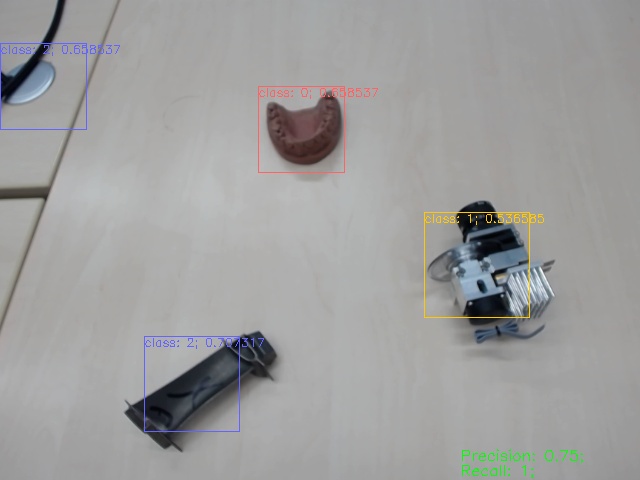 class: 2; 0.658537
class: 0; 0.658537
class: 1; 0.536585
class: 2; 0.707317
Precision: 0.75;
Recall: 1;